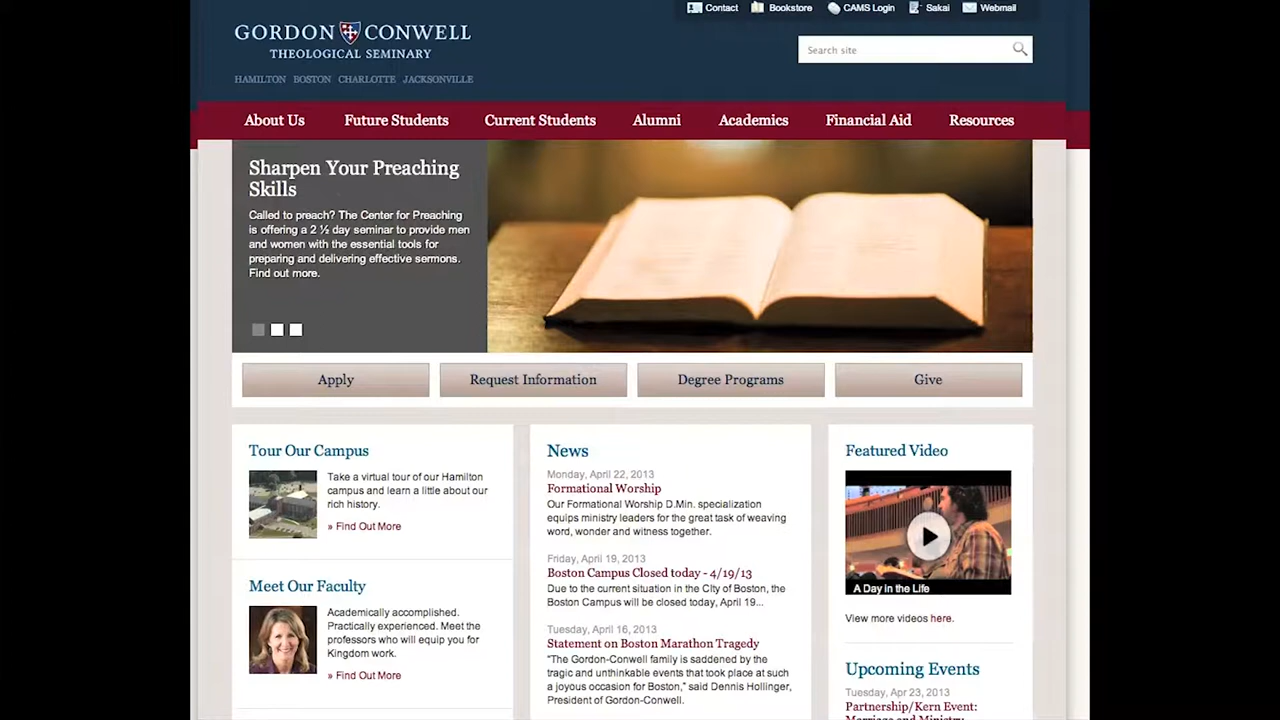 Contact Bookstore CAMS Login Sakai Webmail
GORDON CONWELL
THEOLOGICAL SEMINARY
Search site
HAMILTON BOSTON CHARLOTTE JACKSONVILLE
About Us Future Students Current Students Alumni Academics Financial Aid Resources
Sharpen Your Preaching
Skills
Called to preach? The Center for Preaching
is offering a 2 ½ day seminar to provide men
and women with the essential tools for
preparing and delivering effective sermons.
Find out more.
Apply Request Information Degree Programs Give
Tour Our Campus
Take a virtual tour of our Hamilton
campus and learn a little about our
rich history.
» Find Out More
Meet Our Faculty
Academically accomplished.
Practically experienced. Meet the
professors who will equip you for
Kingdom work.
» Find Out More
News
Monday, April 22, 2013
Formational Worship
Our Formational Worship D.Min. specialization
equips ministry leaders for the great task of weaving
word, wonder and witness together.
Friday, April 19, 2013
Boston Campus Closed today - 4/19/13
Due to the current situation in the City of Boston, the
Boston Campus will be closed today, April 19...
Tuesday, April 16, 2013
Statement on Boston Marathon Tragedy
"The Gordon-Conwell family is saddened by the
tragic and unthinkable events that took place at such
a joyous occasion for Boston," said Dennis Hollinger,
President of Gordon-Conwell.
Featured Video
A Day in the Life
View more videos here.
Upcoming Events
Tuesday, Apr 23, 2013
Partnership/Kern Event:
Marriage and Ministry